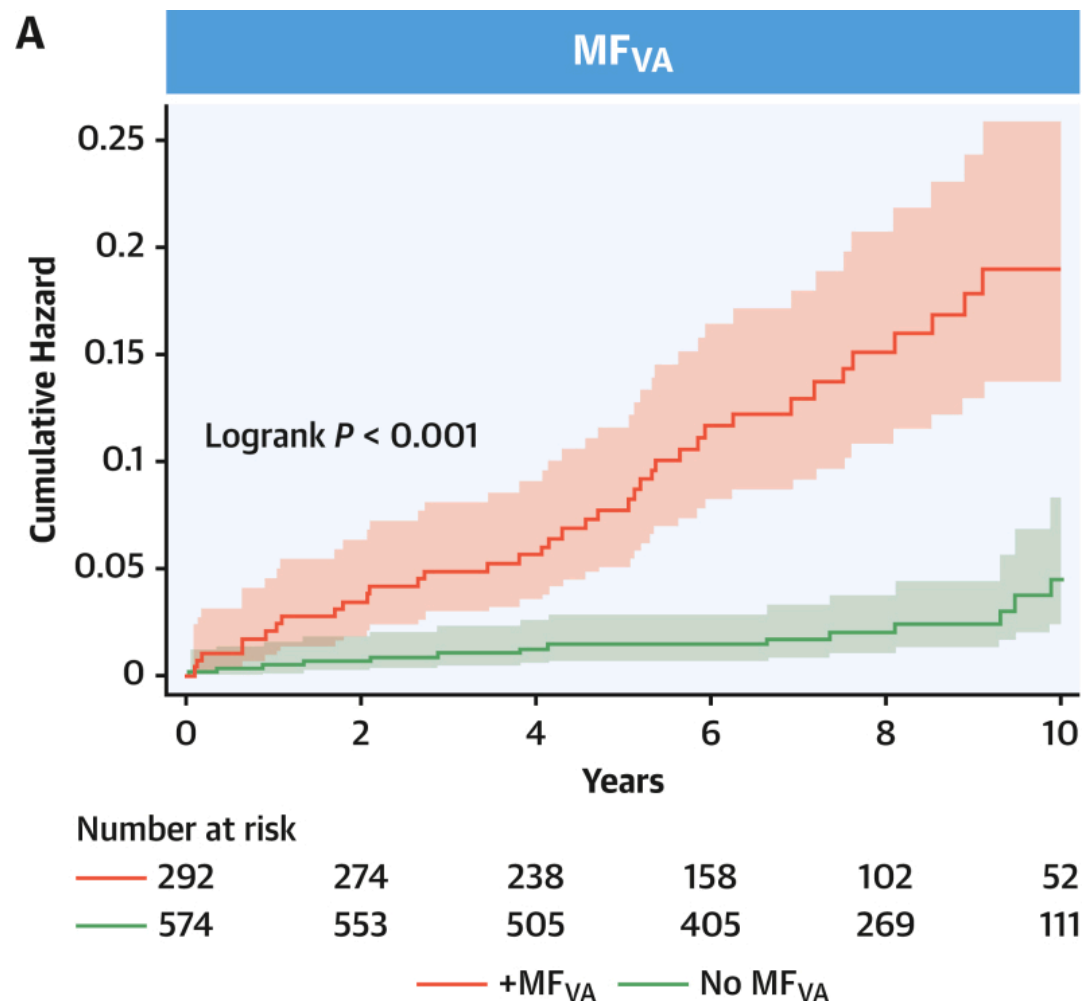 A
MFVA
Cumulative Hazard
0.25
0.2
0.15
0.1
0.05
0
Logrank P < 0.001
0 2 4 6 8 10
Years
Number at risk
292 274 238 158 102 52
574 553 505 405 269 111
+MFVA No MFVA